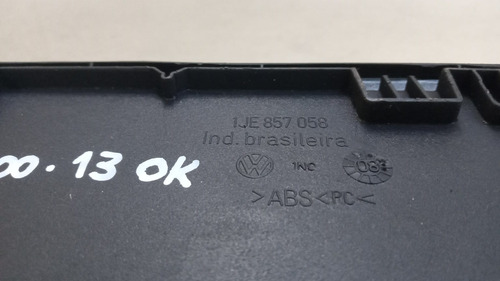 1JE 857 058
Ind. brasileira
>ABS<PC<
00.13 OK